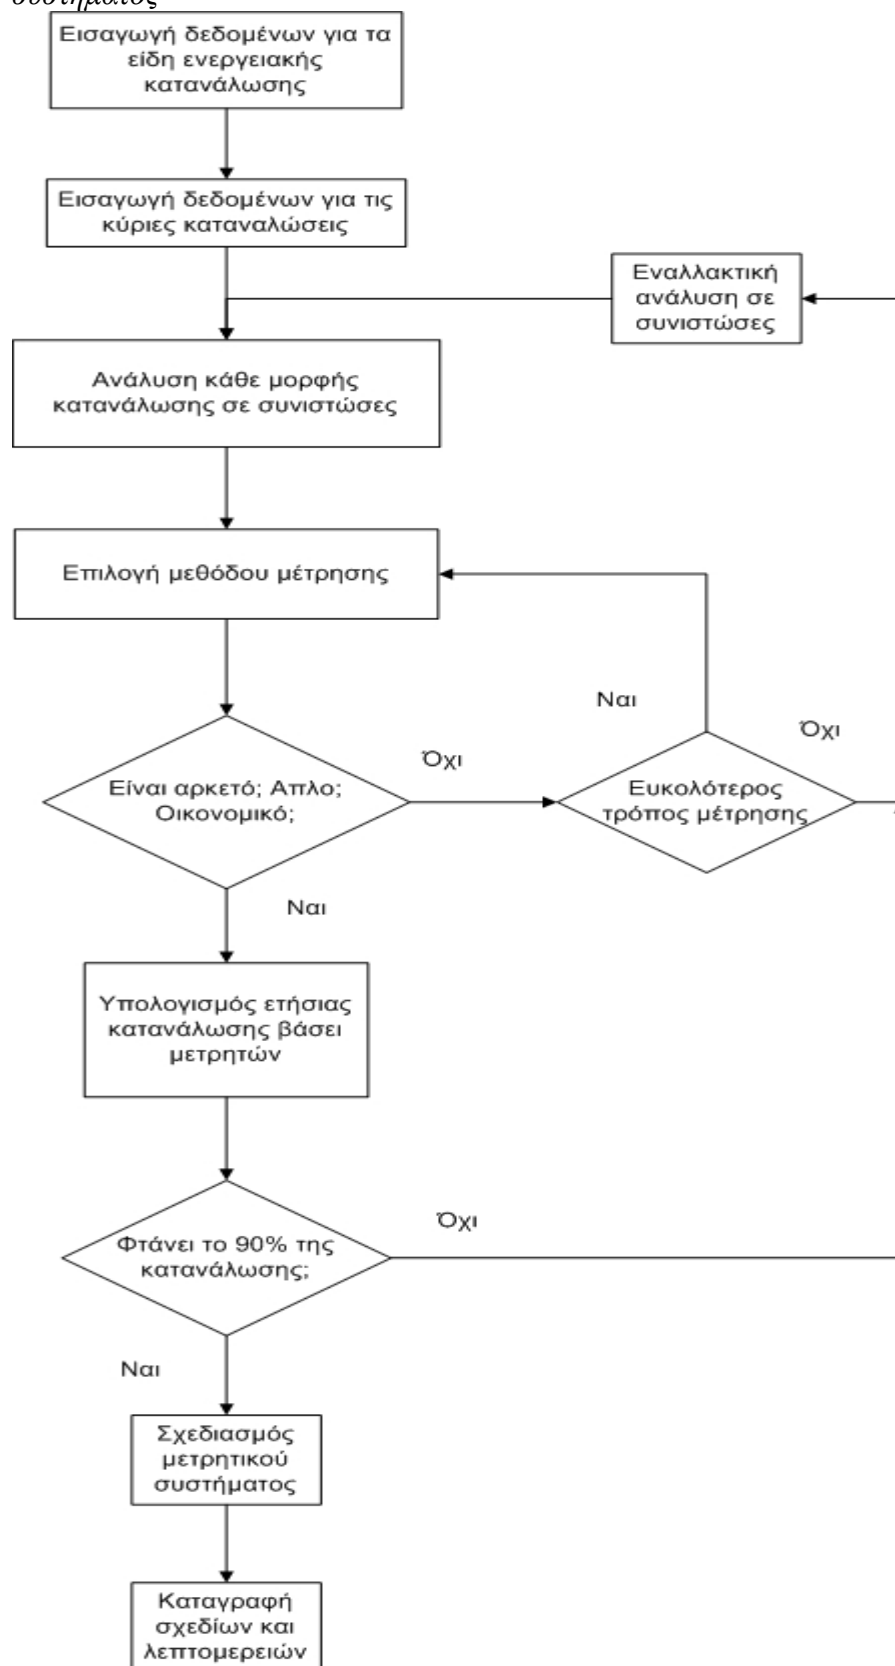 συστήματος
Εισαγωγή δεδομένων για τα
είδη ενεργειακής
κατανάλωσης
Εισαγωγή δεδομένων για τις
κύριες καταναλώσεις
Εναλλακτική
ανάλυση σε
συνιστώσες
Ανάλυση κάθε μορφής
κατανάλωσης σε συνιστώσες
Επιλογή μεθόδου μέτρησης
Ναι
Όχι
Όχι
Είναι αρκετό; Απλο;
Οικονομικό;
Ευκολότερος
τρόπος μέτρησης
Ναι
Υπολογισμός ετήσιας
κατανάλωσης βάσει
μετρητών
Όχι
Φτάνει το 90% της
κατανάλωσης;
Ναι
Σχεδιασμός
μετρητικού
συστήματος
Καταγραφή
σχεδίων και
λεπτομερειών